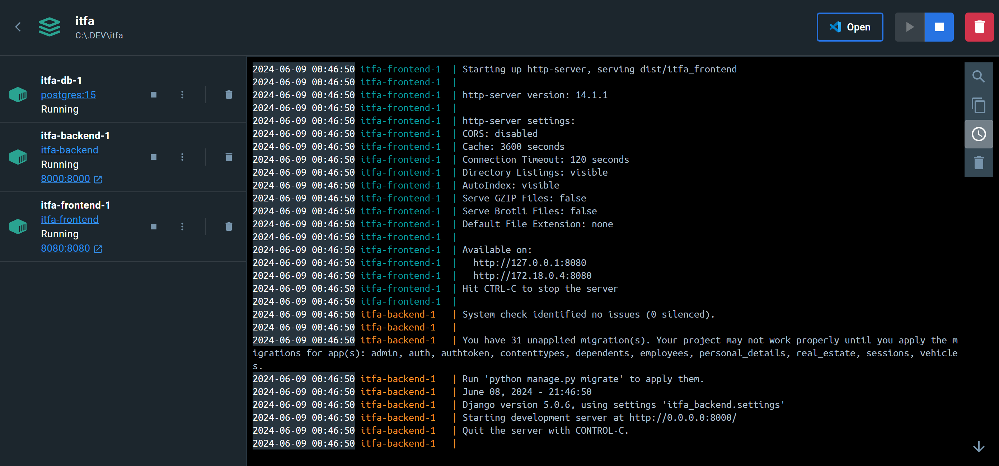 itfa
C:\.DEV\itfa
Open
itfa-db-1
postgres:15
Running
itfa-backend-1
itfa-backend
Running
8000:8000
itfa-frontend-1
itfa-frontend
Running
8080:8080
2024-06-09 00:46:50 itfa-frontend-1  | Starting up http-server, serving dist/itfa_frontend
2024-06-09 00:46:50 itfa-frontend-1  |
2024-06-09 00:46:50 itfa-frontend-1  | http-server version: 14.1.1
2024-06-09 00:46:50 itfa-frontend-1  |
2024-06-09 00:46:50 itfa-frontend-1  | http-server settings:
2024-06-09 00:46:50 itfa-frontend-1  | CORS: disabled
2024-06-09 00:46:50 itfa-frontend-1  | Cache: 3600 seconds
2024-06-09 00:46:50 itfa-frontend-1  | Connection Timeout: 120 seconds
2024-06-09 00:46:50 itfa-frontend-1  | Directory Listings: visible
2024-06-09 00:46:50 itfa-frontend-1  | AutoIndex: visible
2024-06-09 00:46:50 itfa-frontend-1  | Serve GZIP Files: false
2024-06-09 00:46:50 itfa-frontend-1  | Serve Brotli Files: false
2024-06-09 00:46:50 itfa-frontend-1  | Default File Extension: none
2024-06-09 00:46:50 itfa-frontend-1  |
2024-06-09 00:46:50 itfa-frontend-1  | Available on:
2024-06-09 00:46:50 itfa-frontend-1  |   http://127.0.0.1:8080
2024-06-09 00:46:50 itfa-frontend-1  |   http://172.18.0.4:8080
2024-06-09 00:46:50 itfa-frontend-1  | Hit CTRL-C to stop the server
2024-06-09 00:46:50 itfa-frontend-1  |
2024-06-09 00:46:50 itfa-backend-1   | System check identified no issues (0 silenced).
2024-06-09 00:46:50 itfa-backend-1   |
2024-06-09 00:46:50 itfa-backend-1   | You have 31 unapplied migration(s). Your project may not work properly until you apply the m
igrations for app(s): admin, auth, authtoken, contenttypes, dependents, employees, personal_details, real_estate, sessions, vehicle
s.
2024-06-09 00:46:50 itfa-backend-1   | Run 'python manage.py migrate' to apply them.
2024-06-09 00:46:50 itfa-backend-1   | June 08, 2024 - 21:46:50
2024-06-09 00:46:50 itfa-backend-1   | Django version 5.0.6, using settings 'itfa_backend.settings'
2024-06-09 00:46:50 itfa-backend-1   | Starting development server at http://0.0.0.0:8000/
2024-06-09 00:46:50 itfa-backend-1   | Quit the server with CONTROL-C.
2024-06-09 00:46:50 itfa-backend-1   |